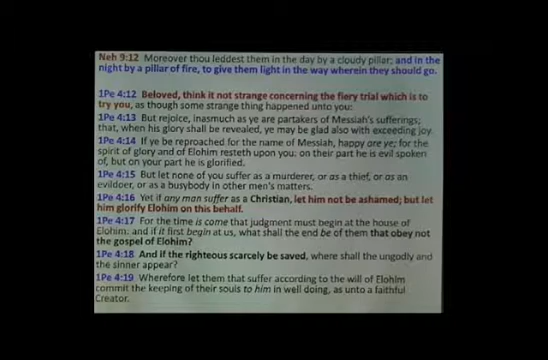 Neh 9:12 Moreover thou leddest them in the day by a cloudy pillar; and in the
night by a pillar of fire, to give them light in the way wherein they should go.
1Pe 4:12 Beloved, think it not strange concerning the fiery trial which is to
try you, as though some strange thing happened unto you:
1Pe 4:13 But rejoice, inasmuch as ye are partakers of Messiah's sufferings;
that, when his glory shall be revealed, ye may be glad also with exceeding joy.
1Pe 4:14 If ye be reproached for the name of Messiah, happy are ye; for the
spirit of glory and of Elohim resteth upon you: on their part he is evil spoken
of, but on your part he is glorified.
1Pe 4:15 But let none of you suffer as a murderer, or as a thief, or as an
evildoer, or as a busybody in other men's matters.
1Pe 4:16 Yet if any man suffer as a Christian, let him not be ashamed; but let
him glorify Elohim on this behalf.
1Pe 4:17 For the time is come that judgment must begin at the house of
Elohim: and if it first begin at us, what shall the end be of them that obey not
the gospel of Elohim?
1Pe 4:18 And if the righteous scarcely be saved, where shall the ungodly and
the sinner appear?
1Pe 4:19 Wherefore let them that suffer according to the will of Elohim
commit the keeping of their souls to him in well doing, as unto a faithful
Creator.